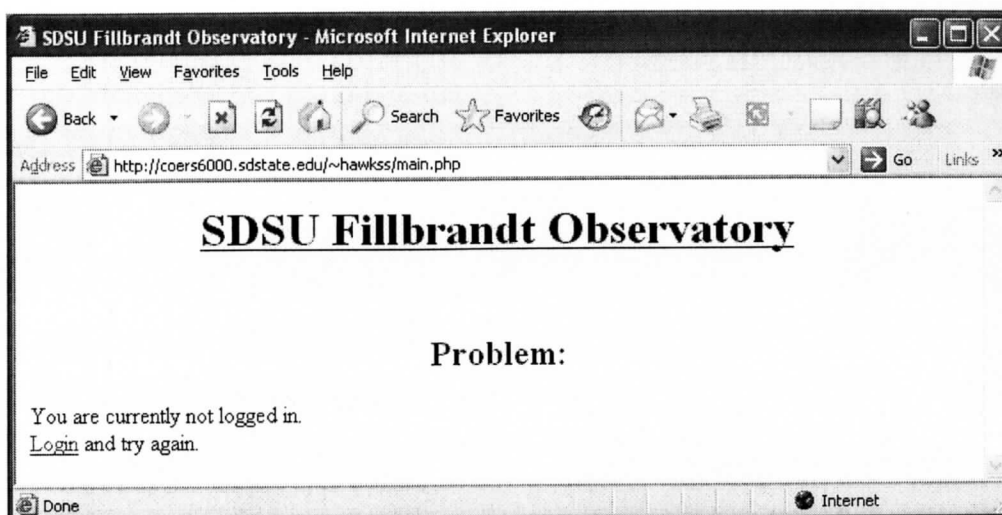 SDSU Fillbrandt Observatory - Microsoft Internet Explorer
File Edit View Favorites Tools Help
Back Search Favorites
Address http://coers6000.sdstate.edu/~hawkss/main.php Go Links »
SDSU Fillbrandt Observatory
Problem:
You are currently not logged in.
Login and try again.
Done Internet